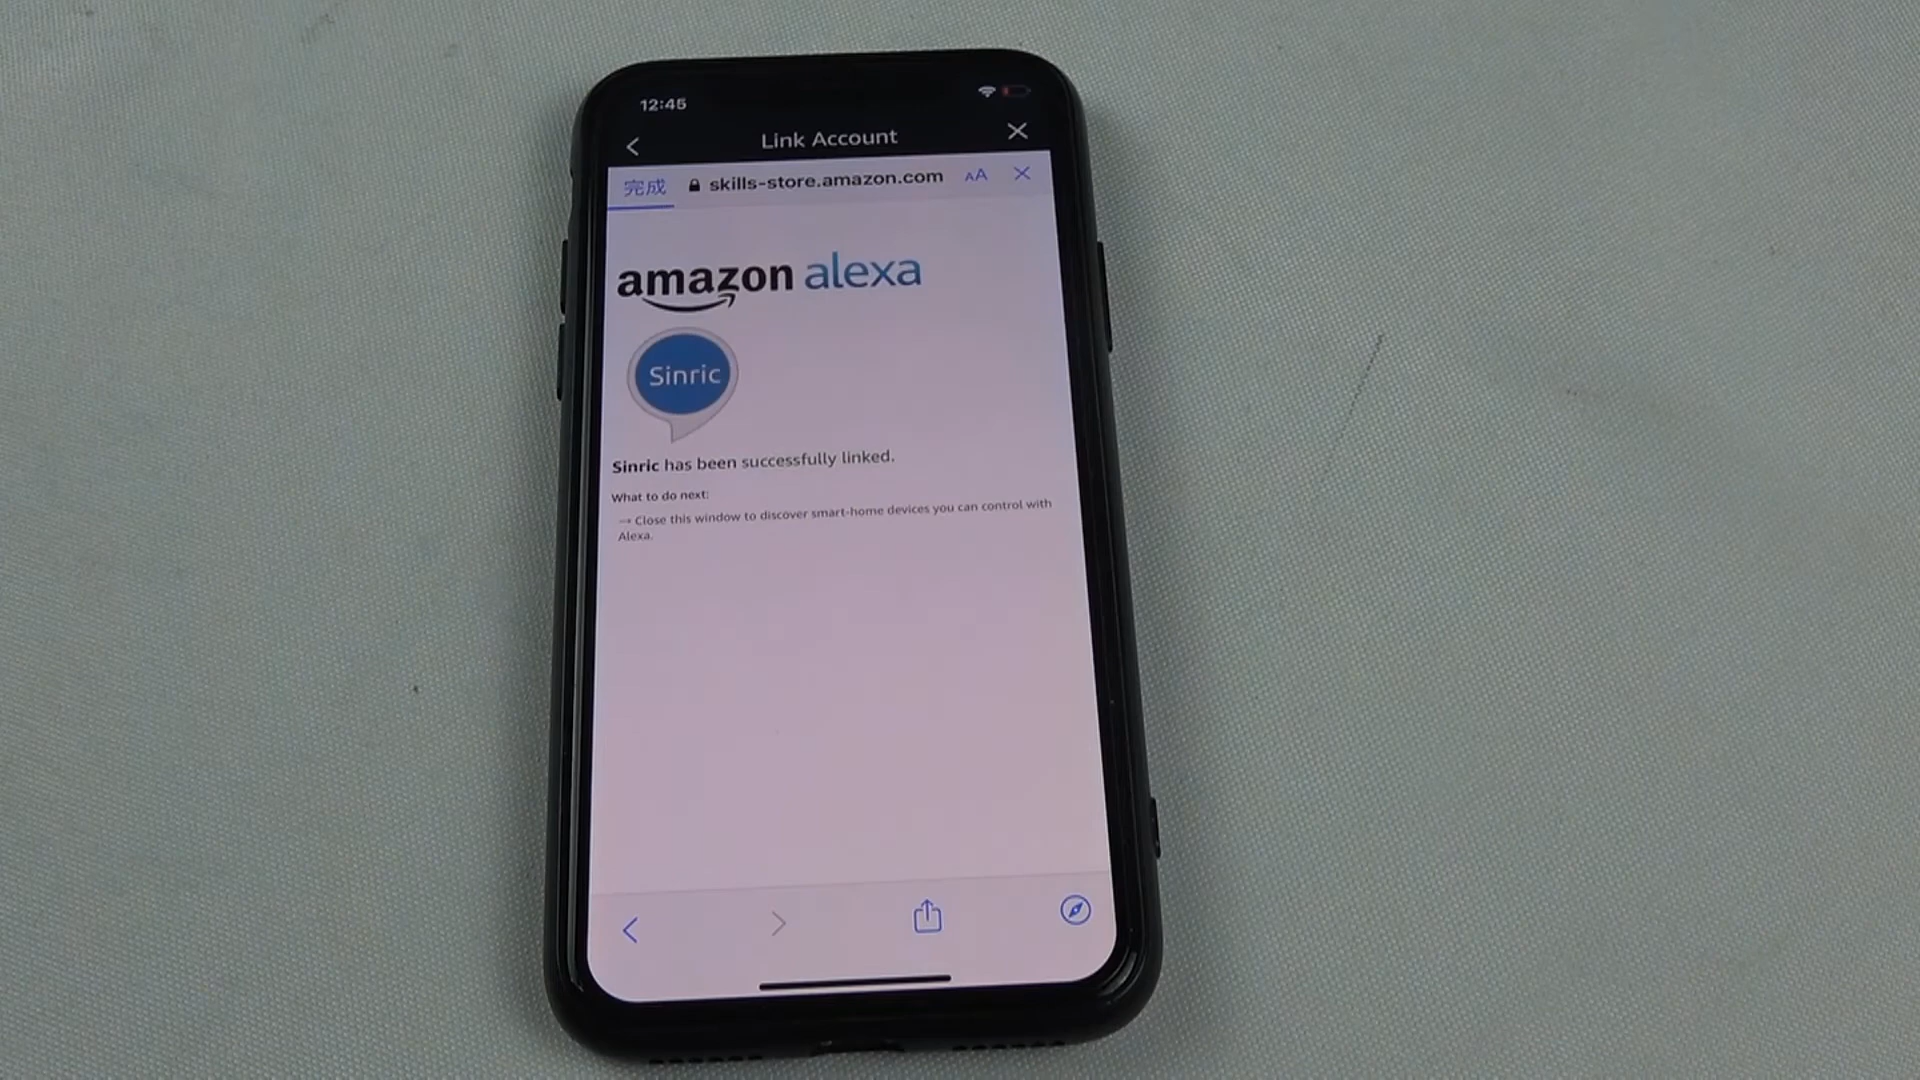 12:45
Link Account
完成 skills-store.amazon.com AA
amazon alexa
Sinric
Sinric has been successfully linked.
What to do next:
→ Close this window to discover smart-home devices you can control with
Alexa.